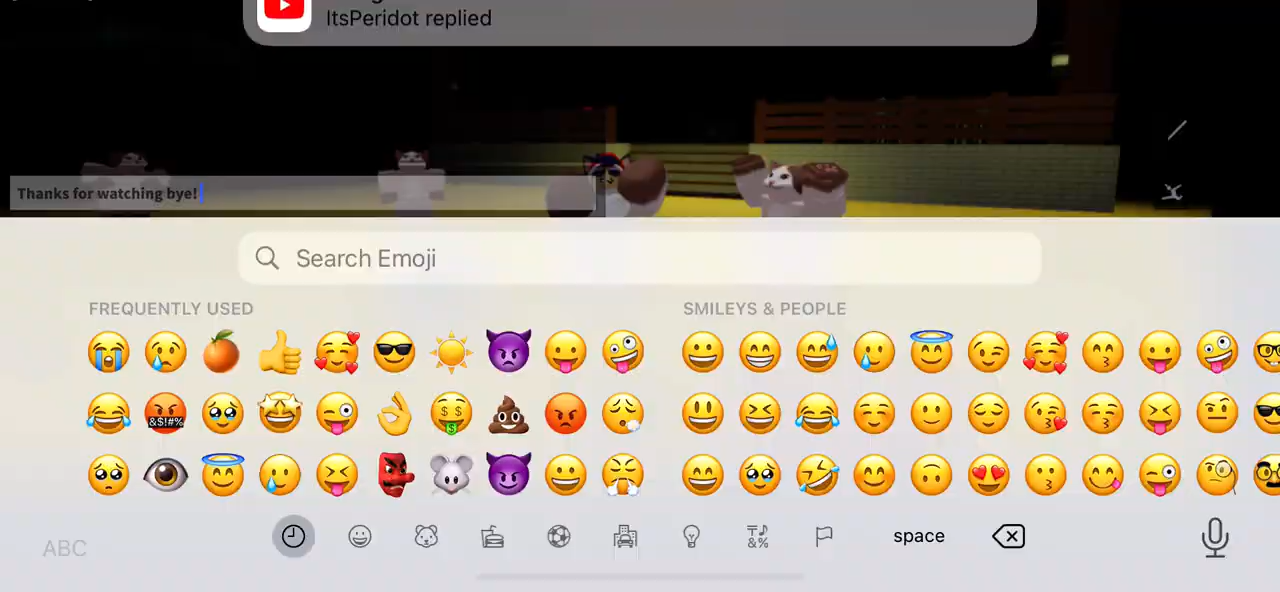 ItsPeridot replied
Thanks for watching bye!
Search Emoji
FREQUENTLY USED
SMILEYS & PEOPLE
&$!#%
ABC
space